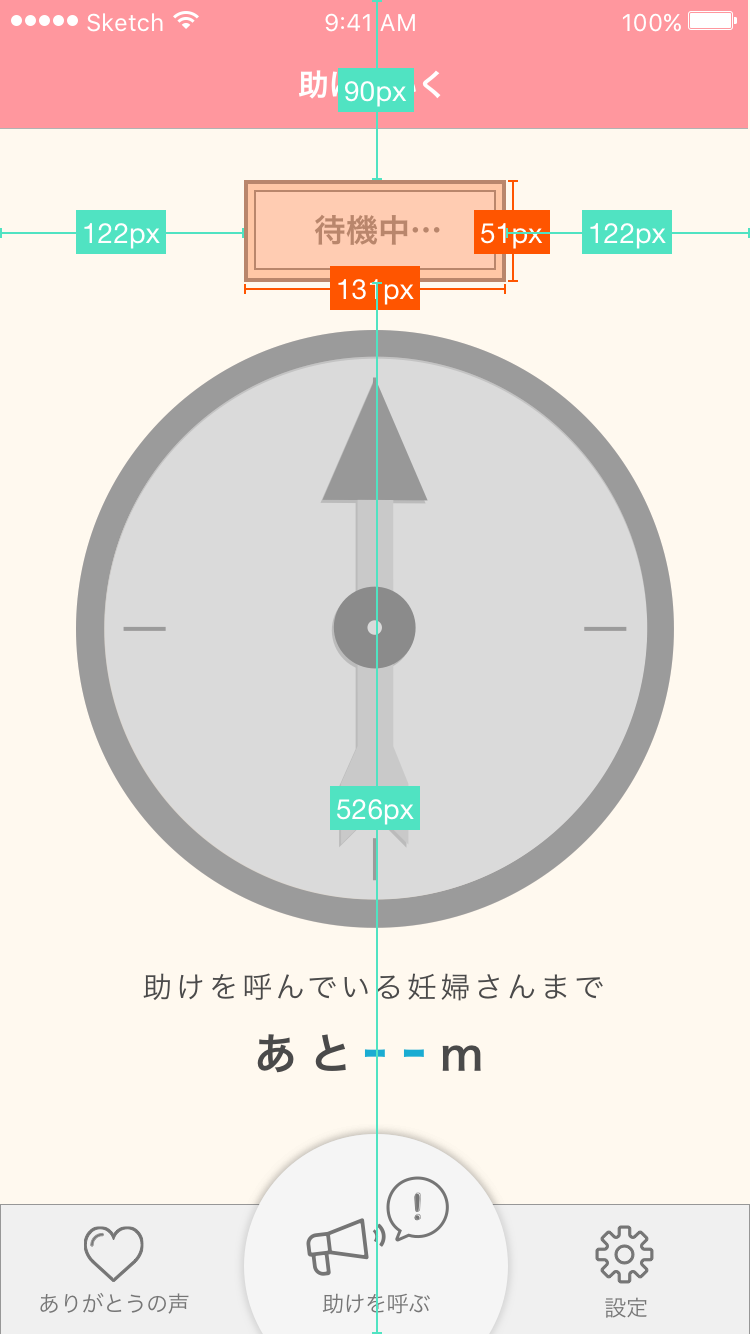 Sketch 9:41 AM 100%
助け く
90px
待機中…
122px 51px 122px
131px
526px
助けを呼んでいる妊婦さんまで
あと--m
ありがとうの声 助けを呼ぶ 設定